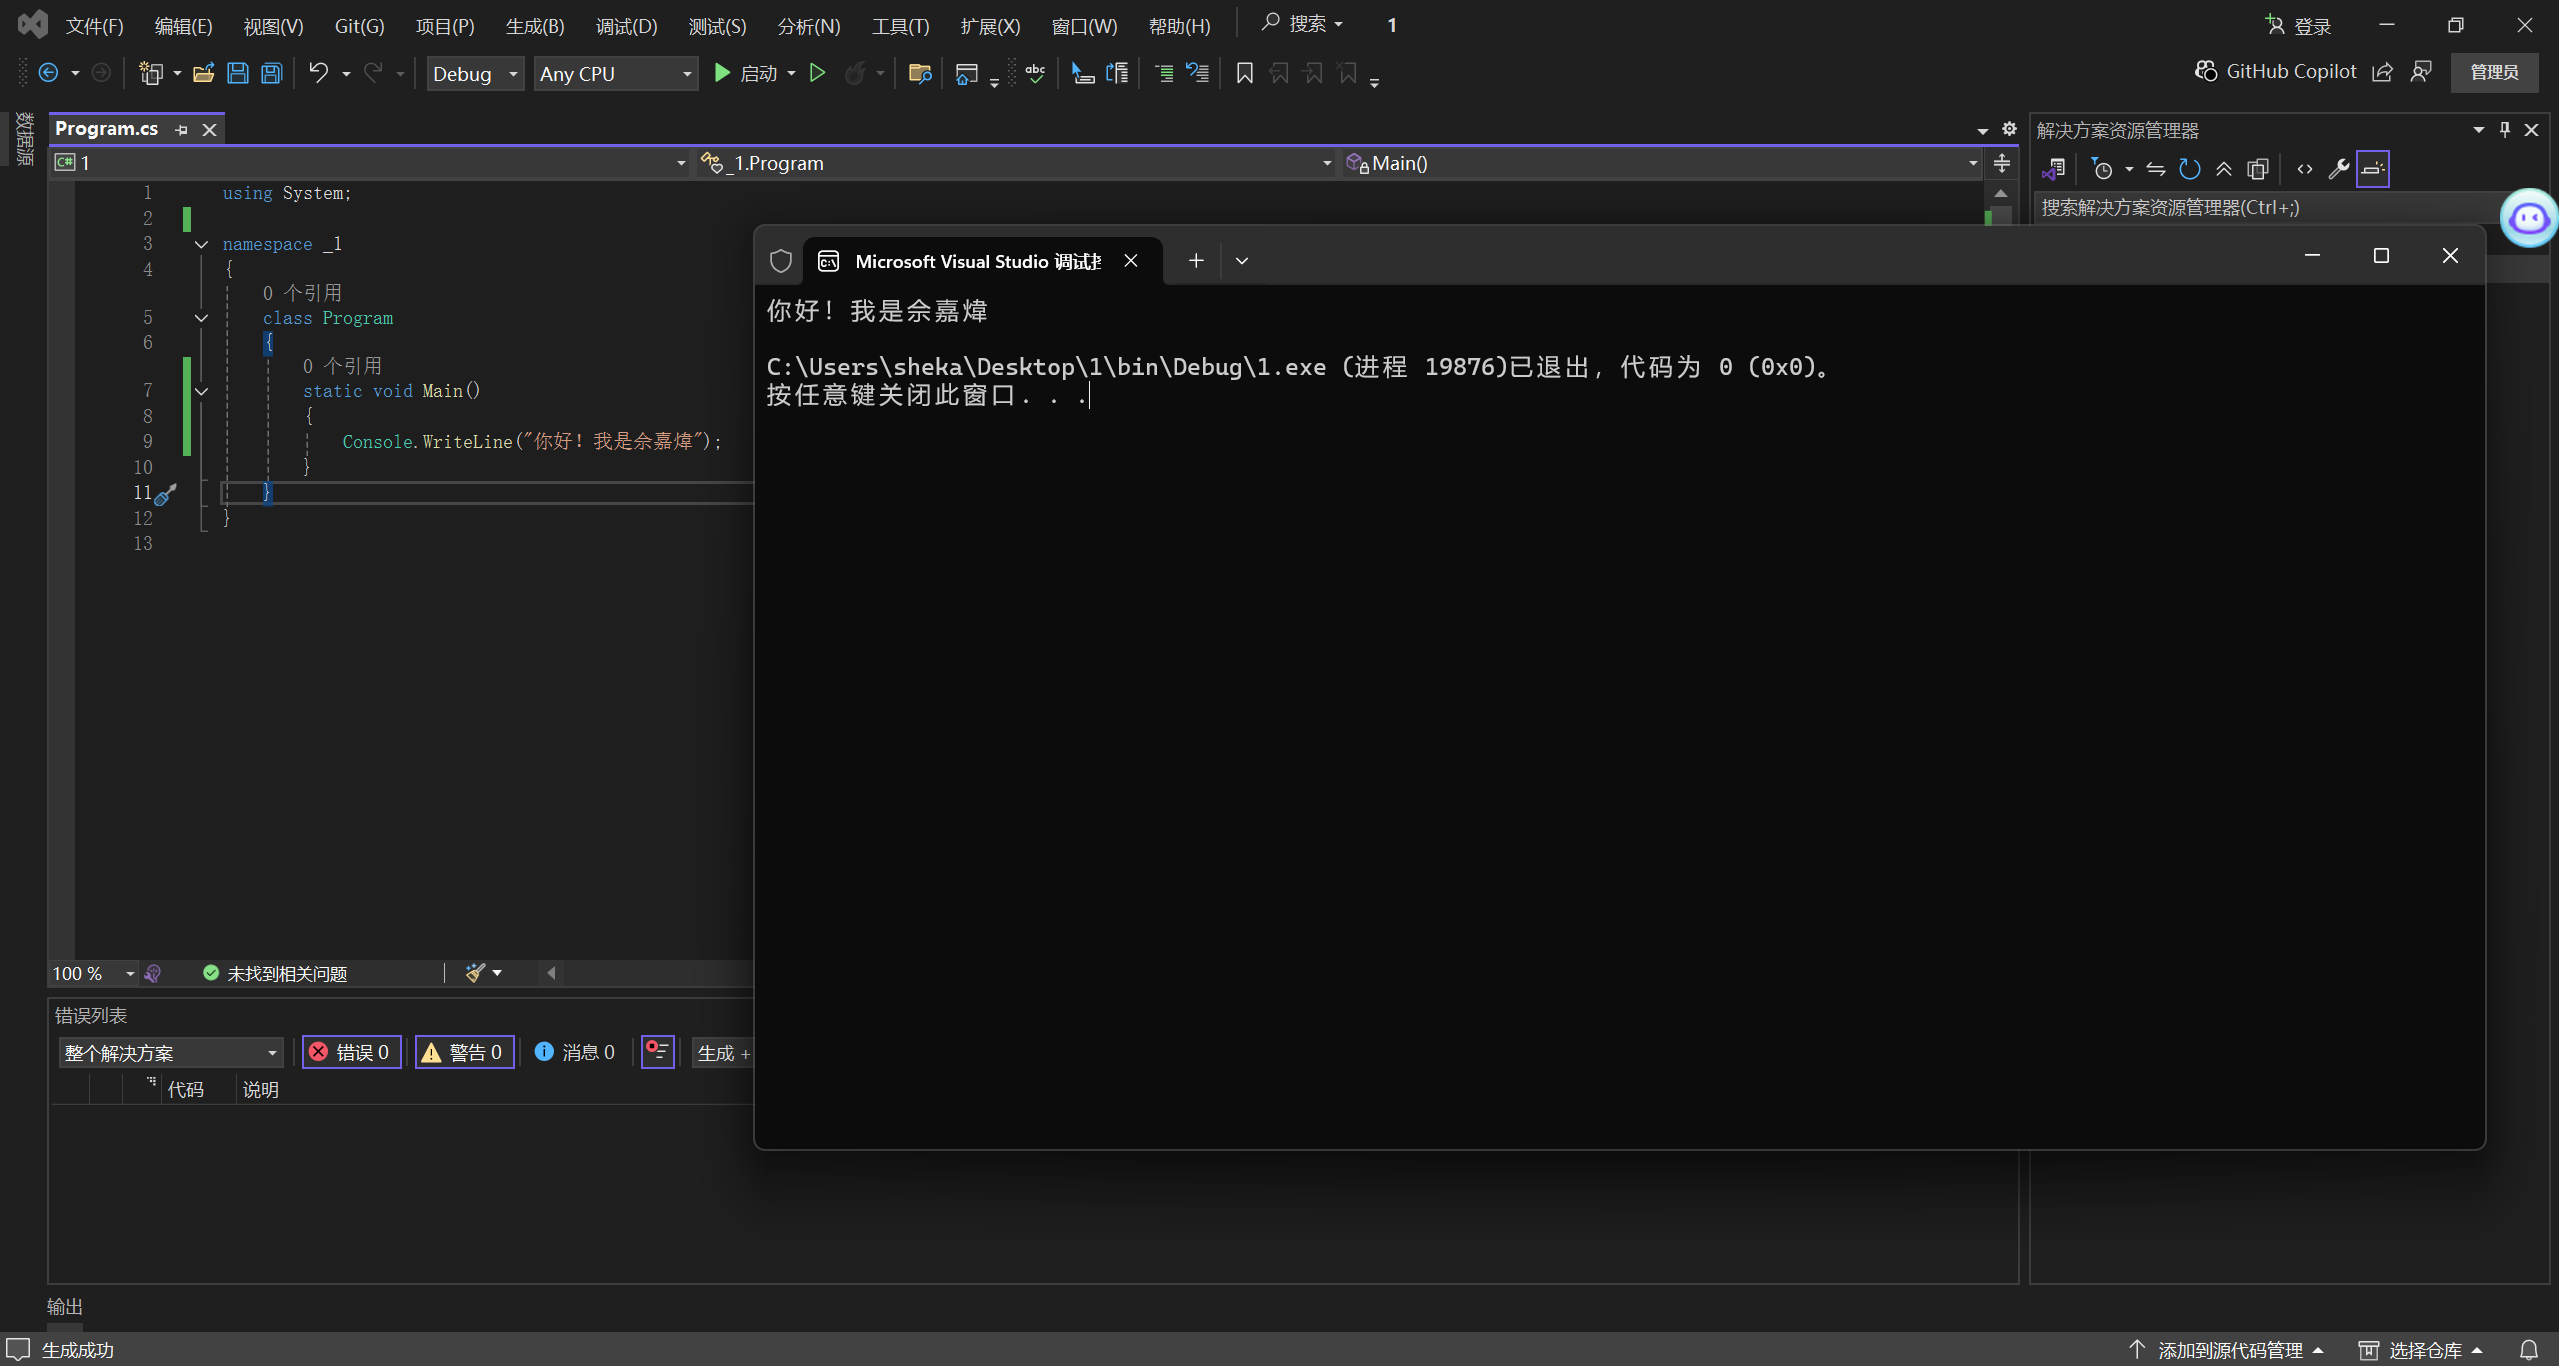 文件(F) 编辑(E) 视图(V) Git(G) 项目(P) 生成(B) 调试(D) 测试(S) 分析(N) 工具(T) 扩展(X) 窗口(W) 帮助(H) 搜索 1 登录
Debug Any CPU 启动 abc GitHub Copilot 管理员
数据源
Program.cs
C# 1 _1.Program Main()
1 using System;
2
3 namespace _1
4 {
0 个引用
5 class Program
6 {
0 个引用
7 static void Main()
8 {
9 Console.WriteLine("你好！我是佘嘉煒");
10 }
11 }
12 }
13
100 % 未找到相关问题
错误列表
整个解决方案 错误 0 警告 0 消息 0 生成 +
代码 说明
输出
生成成功
解决方案资源管理器
搜索解决方案资源管理器(Ctrl+;)
Microsoft Visual Studio 调试控
你好！我是佘嘉煒
C:\Users\sheka\Desktop\1\bin\Debug\1.exe (进程 19876)已退出，代码为 0 (0x0)。
按任意键关闭此窗口. . .
添加到源代码管理 选择仓库